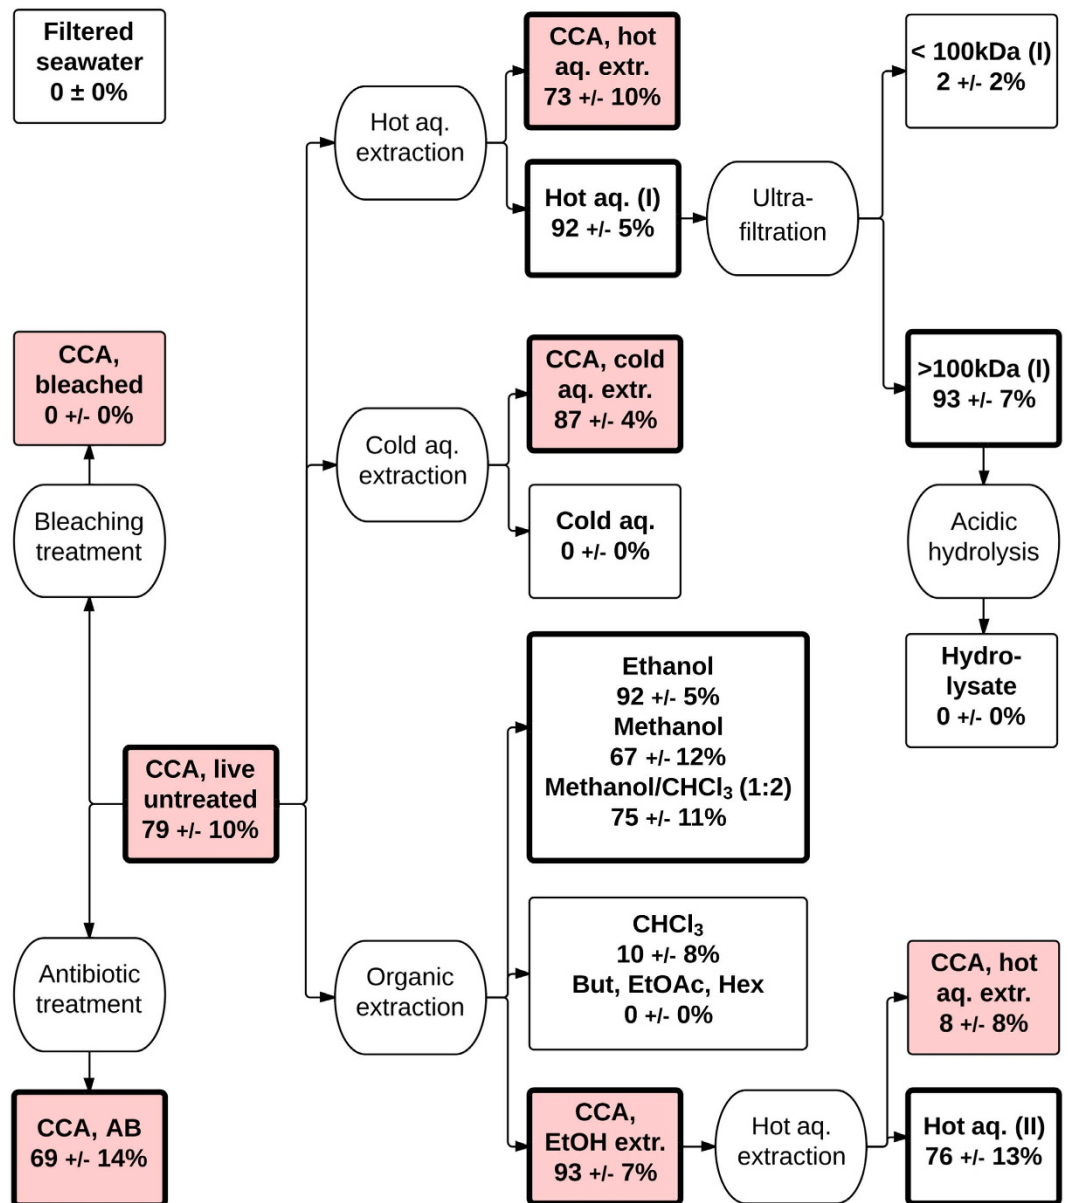 Filtered
seawater
0 ± 0%
CCA, hot
aq. extr.
73 +/- 10%
< 100kDa (I)
2 +/- 2%
Hot aq.
extraction
Hot aq. (I)
92 +/- 5%
Ultra-
filtration
CCA,
bleached
0 +/- 0%
CCA, cold
aq. extr.
87 +/- 4%
>100kDa (I)
93 +/- 7%
Cold aq.
extraction
Bleaching
treatment
Cold aq.
0 +/- 0%
Acidic
hydrolysis
Ethanol
92 +/- 5%
Methanol
67 +/- 12%
Methanol/CHCl₃ (1:2)
75 +/- 11%
Hydro-
lysate
0 +/- 0%
CCA, live
untreated
79 +/- 10%
CHCl₃
10 +/- 8%
But, EtOAc, Hex
0 +/- 0%
Antibiotic
treatment
Organic
extraction
CCA, hot
aq. extr.
8 +/- 8%
CCA, AB
69 +/- 14%
CCA,
EtOH extr.
93 +/- 7%
Hot aq.
extraction
Hot aq. (II)
76 +/- 13%